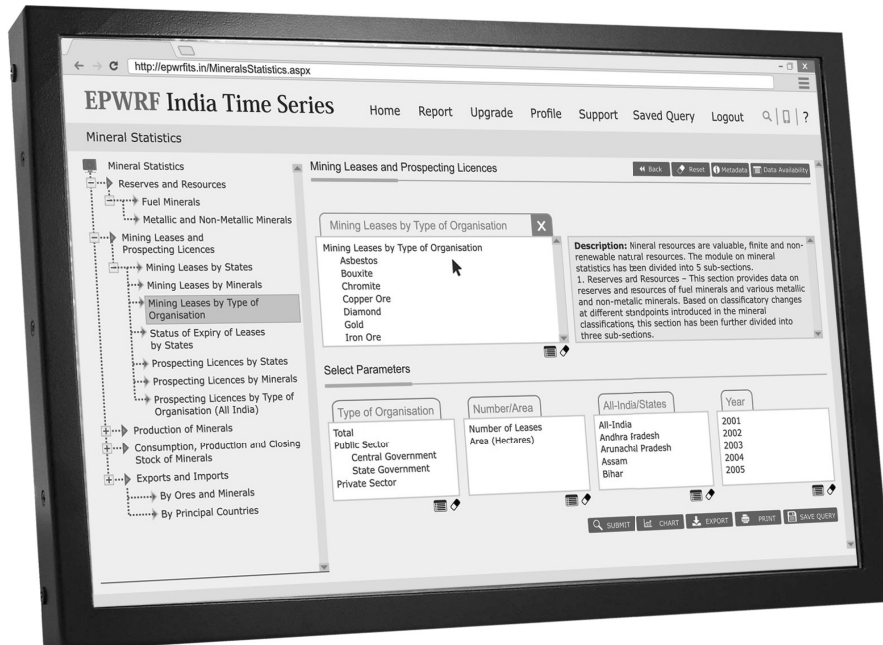 http://epwrfits.in/MineralsStatistics.aspx
EPWRF India Time Series
Home Report Upgrade Profile Support Saved Query Logout ?
Mineral Statistics
Mineral Statistics
Reserves and Resources
Fuel Minerals
Metallic and Non-Metallic Minerals
Mining Leases and
Prospecting Licences
Mining Leases by States
Mining Leases by Minerals
Mining Leases by Type of
Organisation
Status of Expiry of Leases
by States
Prospecting Licences by States
Prospecting Licences by Minerals
Prospecting Licences by Type of
Organisation (All India)
Production of Minerals
Consumption, Production and Closing
Stock of Minerals
Exports and Imports
By Ores and Minerals
By Principal Countries
Mining Leases and Prospecting Licences
Back Reset Metadata Data Availability
Mining Leases by Type of Organisation X
Mining Leases by Type of Organisation
Asbestos
Bouxite
Chromite
Copper Ore
Diamond
Gold
Iron Ore
Description: Nineral resources are valuable, finite and non-
renewable natural resources. The module on mineral
statistics has been divided into 5 sub-sections.
1. Reserves and Resources – This section provides data on
reserves and esources of fuel minerals and various metallic
and non-metalic minerals. Based on classificatory changes
at different stndpoints introduced in the mineral
classifications, this section has been further divided into
three sub-sedions.
Select Parameters
Type of Organisation
Total
Public Sector
Central Government
State Government
Private Sector
Number/Area
Number of Leases
Area (Hectares)
All-India/States
All-India
Andhra Pradesh
Arunachil Pradesh
Assam
Bihar
Year
2001
2002
2003
2004
2005
SUBMIT CHART EXPORT PRINT SAVE QUERY